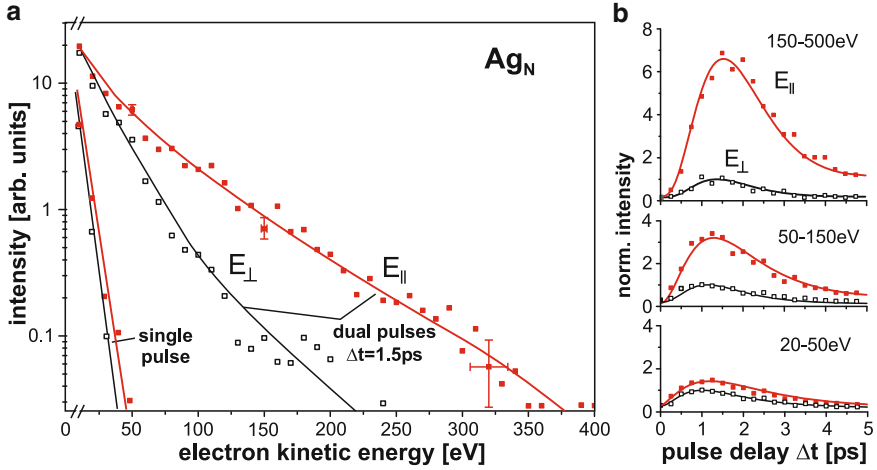 a
Ag_N
intensity [arb. units]
10
1
0.1
E_⊥
E_||
single
pulse
dual pulses
Δt=1.5ps
0 50 100 150 200 250 300 350 400
electron kinetic energy [eV]
b
150-500eV
E_||
E_⊥
8
6
4
2
0
50-150eV
4
2
0
20-50eV
4
2
0
norm. intensity
0 1 2 3 4 5
pulse delay Δt [ps]